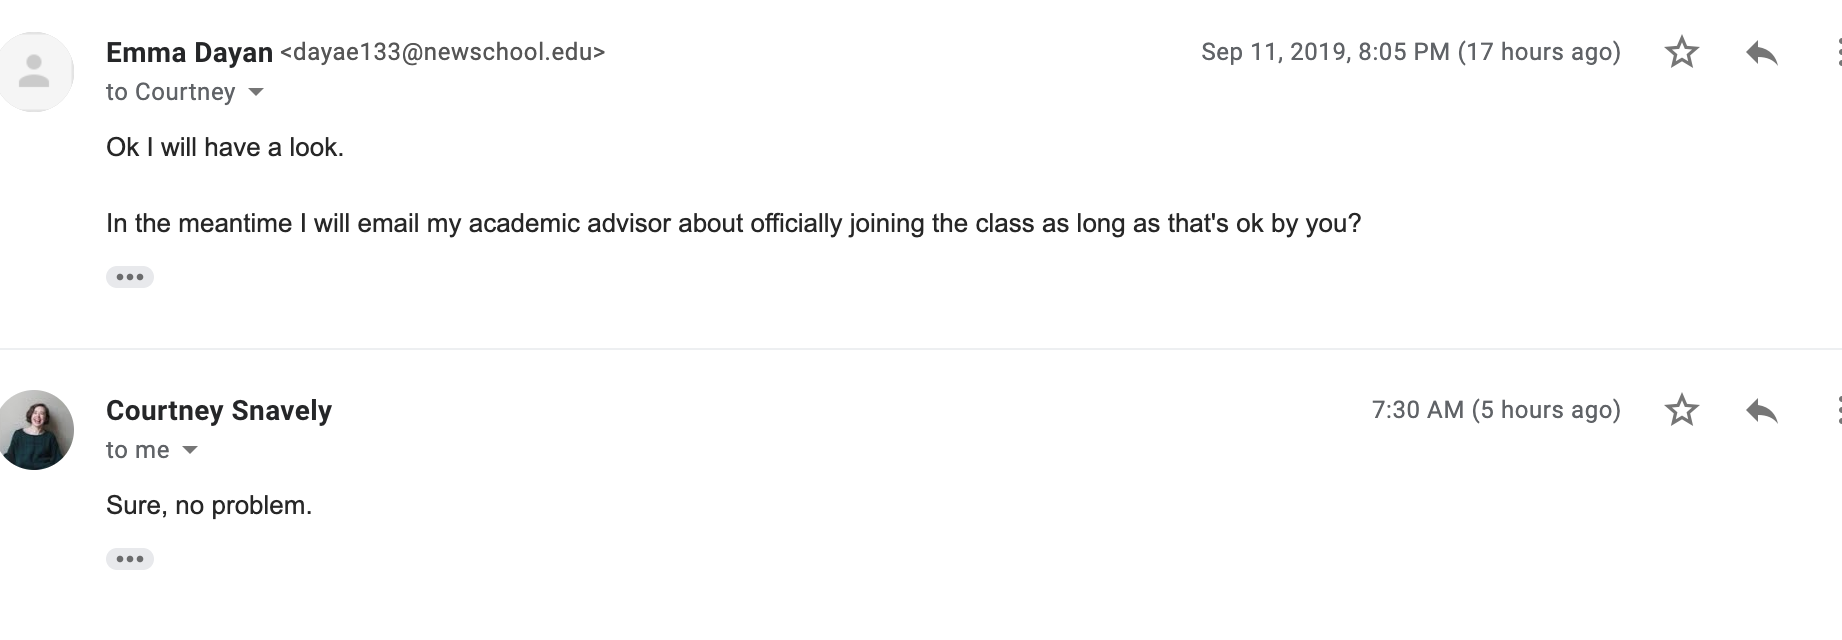 Emma Dayan <dayae133@newschool.edu> Sep 11, 2019, 8:05 PM (17 hours ago)
to Courtney
Ok I will have a look.
In the meantime I will email my academic advisor about officially joining the class as long as that's ok by you?
Courtney Snavely 7:30 AM (5 hours ago)
to me
Sure, no problem.